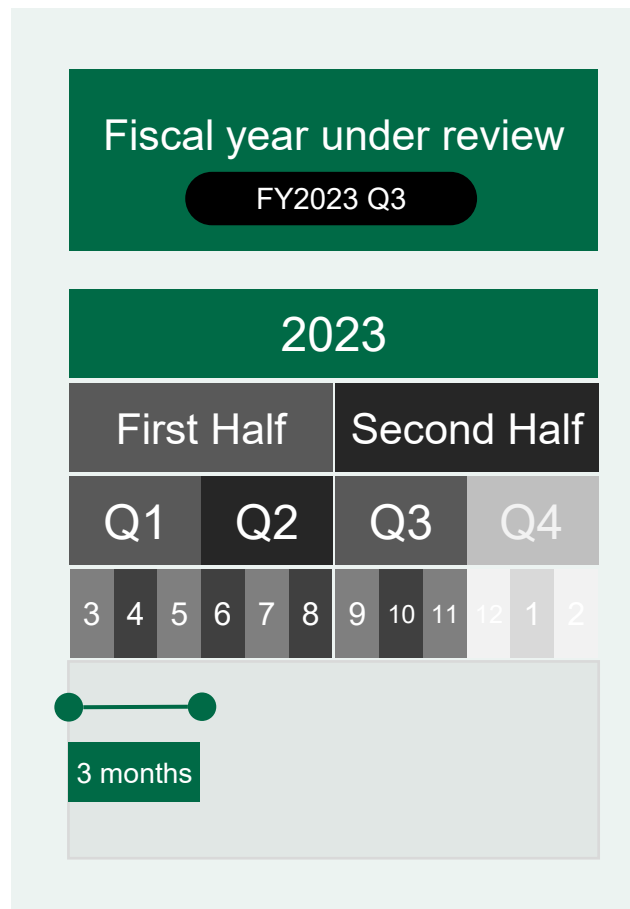 Fiscal year under review
FY2023 Q3
2023
First Half Second Half
Q1 Q2 Q3 Q4
3 4 5 6 7 8 9 10 11 12 1 2
3 months